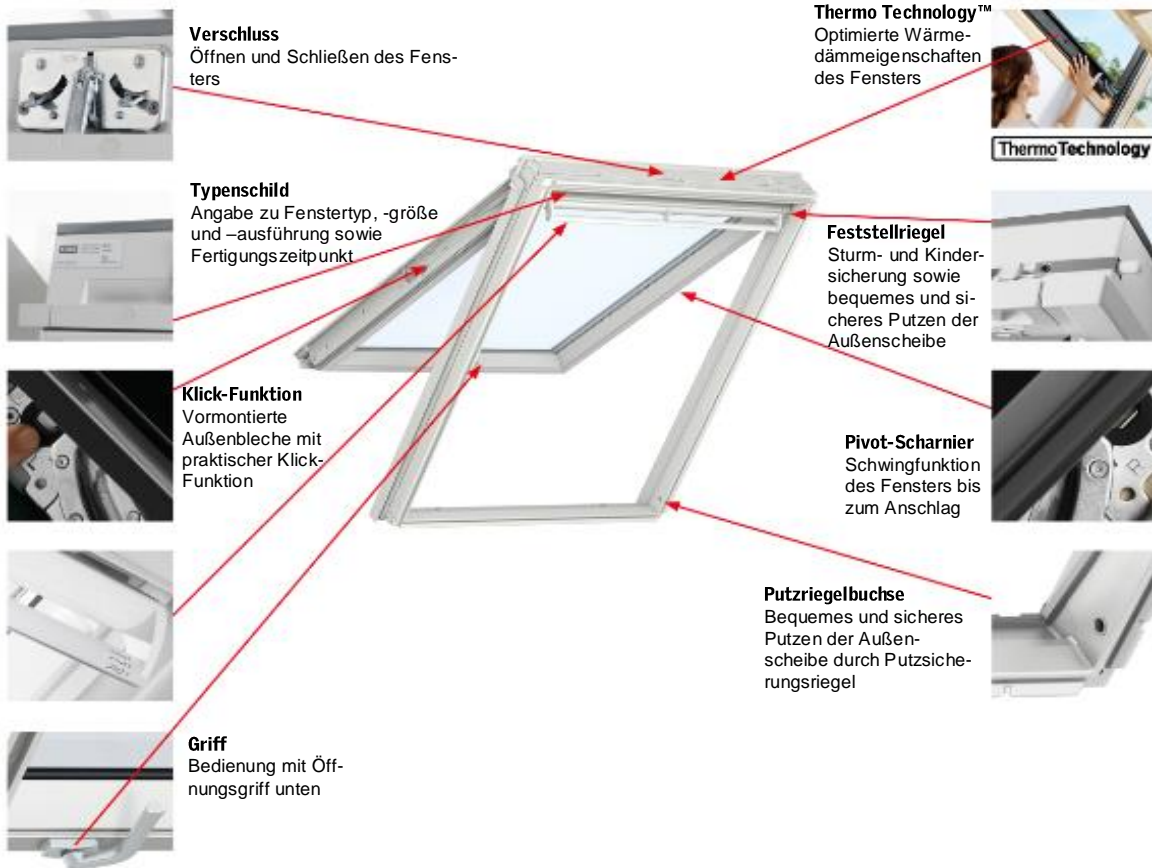 Verschluss
Öffnen und Schließen des Fens-
ters
Typenschild
Angabe zu Fenstertyp, -größe
und –ausführung sowie
Fertigungszeitpunkt
Klick-Funktion
Vormontierte
Außenbleche mit
praktischer Klick-
Funktion
Griff
Bedienung mit Öff-
nungsgriff unten
Thermo Technology™
Optimierte Wärme-
dämmeigenschaften
des Fensters
ThermoTechnology
Feststellriegel
Sturm- und Kinder-
sicherung sowie
bequemes und si-
cheres Putzen der
Außenscheibe
Pivot-Scharnier
Schwingfunktion
des Fensters bis
zum Anschlag
Putzriegelbuchse
Bequemes und sicheres
Putzen der Außen-
scheibe durch Putzsiche-
rungsriegel